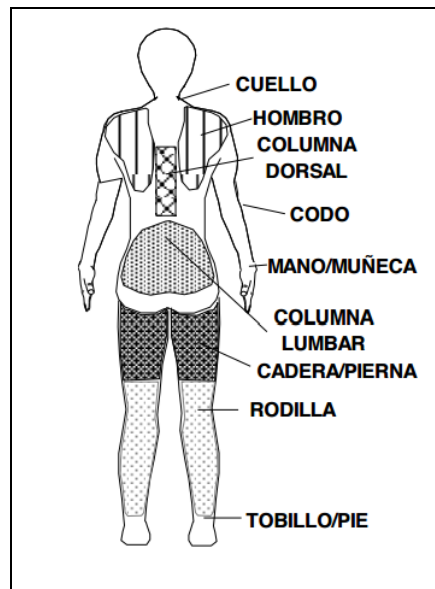 CUELLO
HOMBRO
COLUMNA
DORSAL
CODO
MANO/MUÑECA
COLUMNA
LUMBAR
CADERA/PIERNA
RODILLA
TOBILLO/PIE